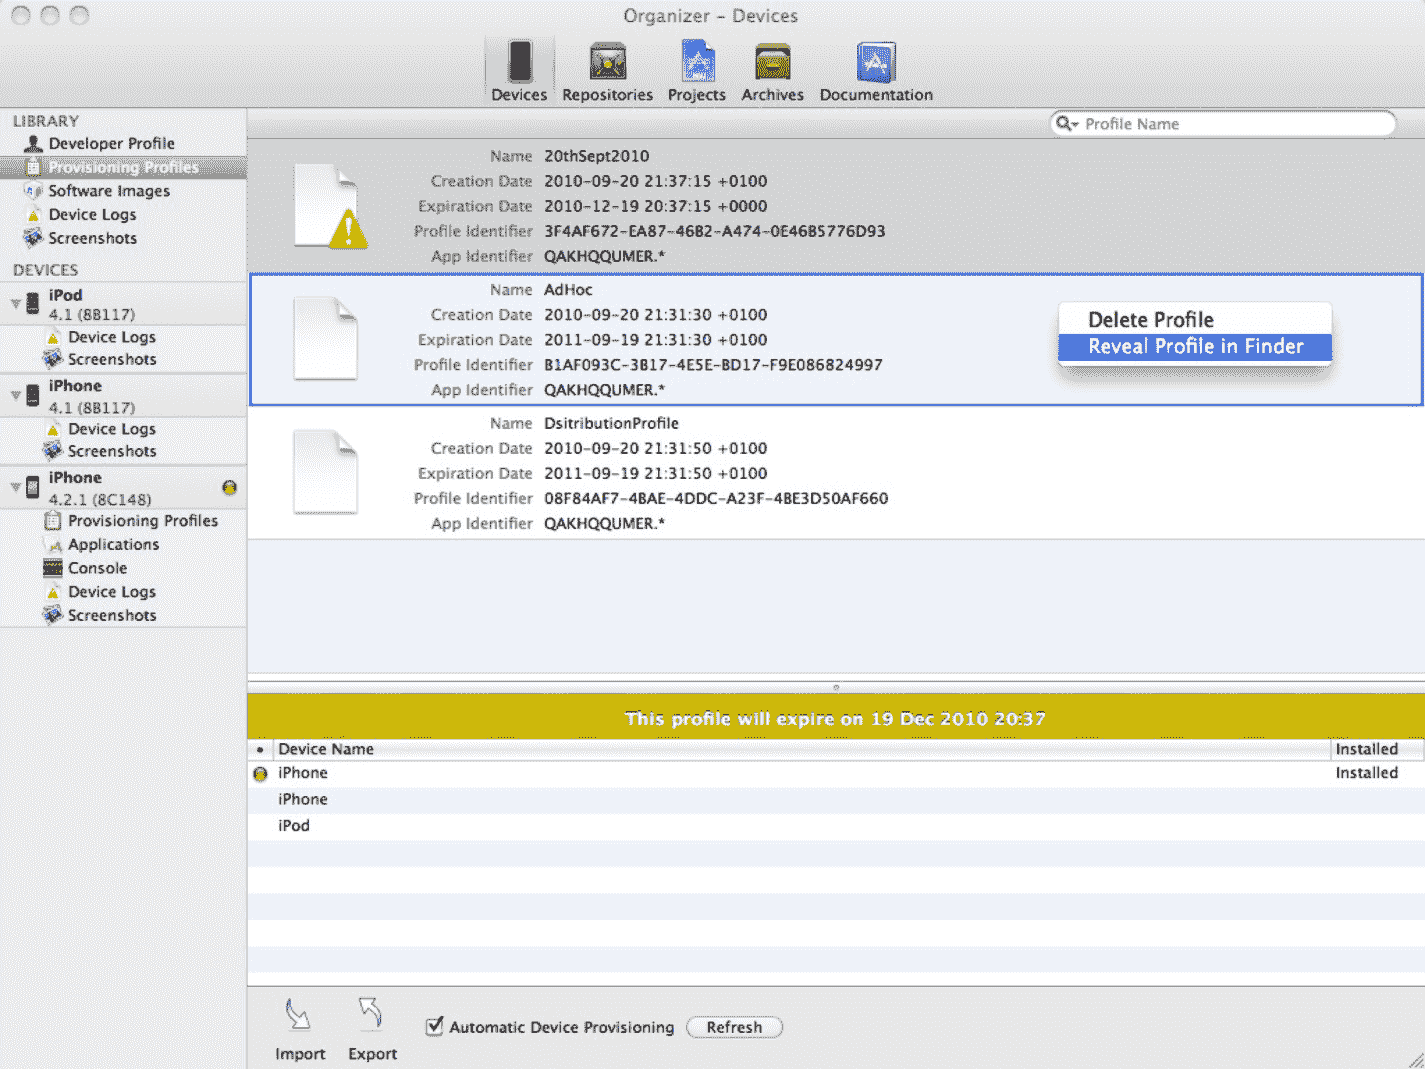 Organizer - Devices
Devices Repositories Projects Archives Documentation
Profile Name
LIBRARY
Developer Profile
Provisioning Profiles
Software Images
Device Logs
Screenshots
DEVICES
iPod
4.1 (8B117)
Device Logs
Screenshots
iPhone
4.1 (8B117)
Device Logs
Screenshots
iPhone
4.2.1 (8C148)
Provisioning Profiles
Applications
Console
Device Logs
Screenshots
Name 20thSept2010
Creation Date 2010-09-20 21:37:15 +0100
Expiration Date 2010-12-19 20:37:15 +0000
Profile Identifier 3F4AF672-EA87-46B2-A474-0E46B5776D93
App Identifier QAKHQQUMER.*
Name AdHoc
Creation Date 2010-09-20 21:31:30 +0100
Expiration Date 2011-09-19 21:31:30 +0100
Profile Identifier B1AF093C-3B17-4E5E-BD17-F9E086824997
App Identifier QAKHQQUMER.*
Delete Profile
Reveal Profile in Finder
Name DsitributionProfile
Creation Date 2010-09-20 21:31:50 +0100
Expiration Date 2011-09-19 21:31:50 +0100
Profile Identifier 08F84AF7-4BAE-4DDC-A23F-4BE3D50AF660
App Identifier QAKHQQUMER.*
This profile will expire on 19 Dec 2010 20:37
Device Name Installed
iPhone Installed
iPhone
iPod
Import Export Automatic Device Provisioning Refresh